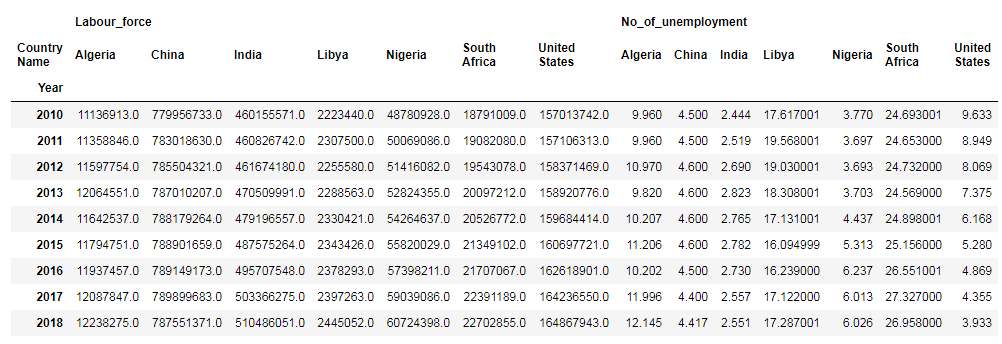 Labour_force No_of_unemployment
Country Name Algeria China India Libya Nigeria South Africa United States Algeria China India Libya Nigeria South Africa United States
Year
2010 11136913.0 779956733.0 460155571.0 2223440.0 48780928.0 18791009.0 157013742.0 9.960 4.500 2.444 17.617001 3.770 24.693001 9.633
2011 11358846.0 783018630.0 460826742.0 2307500.0 50069086.0 19082080.0 157106313.0 9.960 4.500 2.519 19.568001 3.697 24.653000 8.949
2012 11597754.0 785504321.0 461674180.0 2255580.0 51416082.0 19543078.0 158371469.0 10.970 4.600 2.690 19.030001 3.693 24.732000 8.069
2013 12064551.0 787010207.0 470509991.0 2288563.0 52824355.0 20097212.0 158920776.0 9.820 4.600 2.823 18.308001 3.703 24.569000 7.375
2014 11642537.0 788179264.0 479196557.0 2330421.0 54264637.0 20526772.0 159684414.0 10.207 4.600 2.765 17.131001 4.437 24.898001 6.168
2015 11794751.0 788901659.0 487575264.0 2343426.0 55820029.0 21349102.0 160697721.0 11.206 4.600 2.782 16.094999 5.313 25.156000 5.280
2016 11937457.0 789149173.0 495707548.0 2378293.0 57398211.0 21707067.0 162618901.0 10.202 4.500 2.730 16.239000 6.237 26.551001 4.869
2017 12087847.0 789899683.0 503366275.0 2397263.0 59039086.0 22391189.0 164236550.0 11.996 4.400 2.557 17.122000 6.013 27.327000 4.355
2018 12238275.0 787551371.0 510486051.0 2445052.0 60724398.0 22702855.0 164867943.0 12.145 4.417 2.551 17.287001 6.026 26.958000 3.933